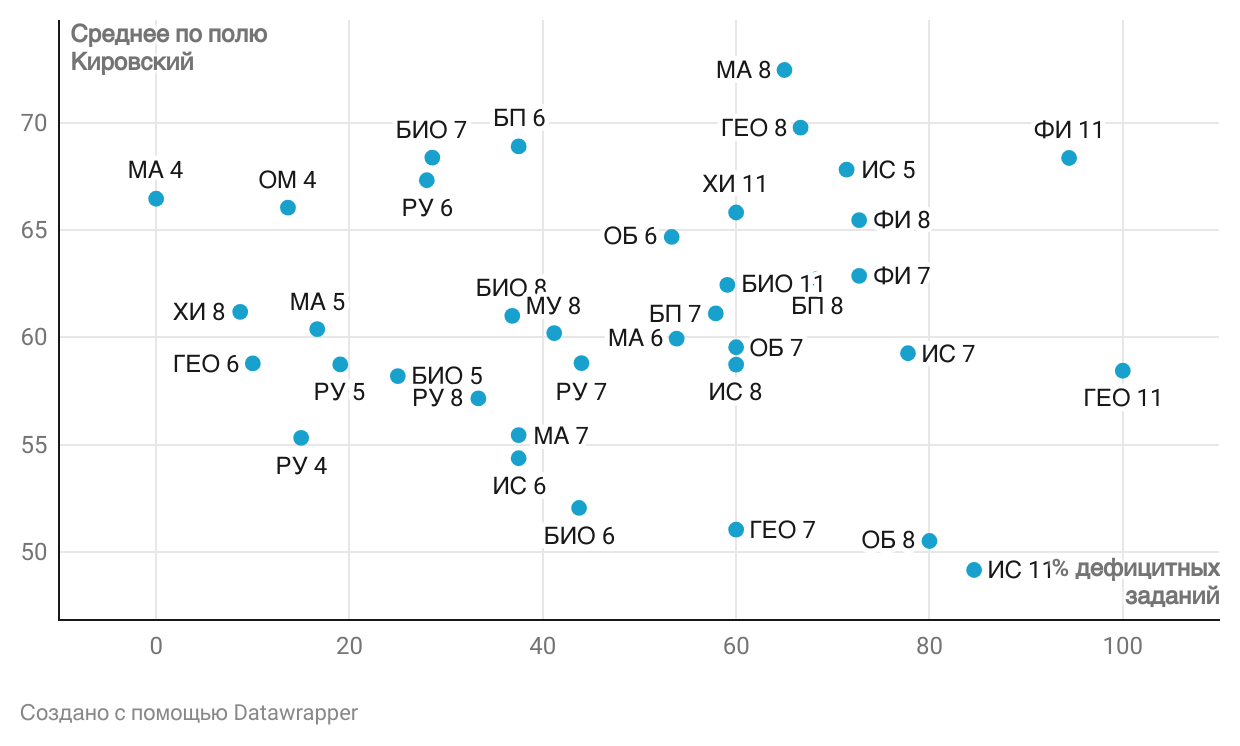 Среднее по полю
Кировский
МА 8
70
БП 6
ГЕО 8
БИО 7
ФИ 11
МА 4
ИС 5
ОМ 4
ХИ 11
РУ 6
ФИ 8
65
ОБ 6
ФИ 7
БИО 11
БИО 8
МА 5
МУ 8
БП 8
ХИ 8
БП 7
60
МА 6
ОБ 7
ИС 7
ГЕО 6
БИО 5
РУ 5
РУ 7
ИС 8
РУ 8
ГЕО 11
МА 7
55
РУ 4
ИС 6
ГЕО 7
БИО 6
ОБ 8
50
ИС 11
% дефицитных
заданий
0 20 40 60 80 100
Создано с помощью Datawrapper